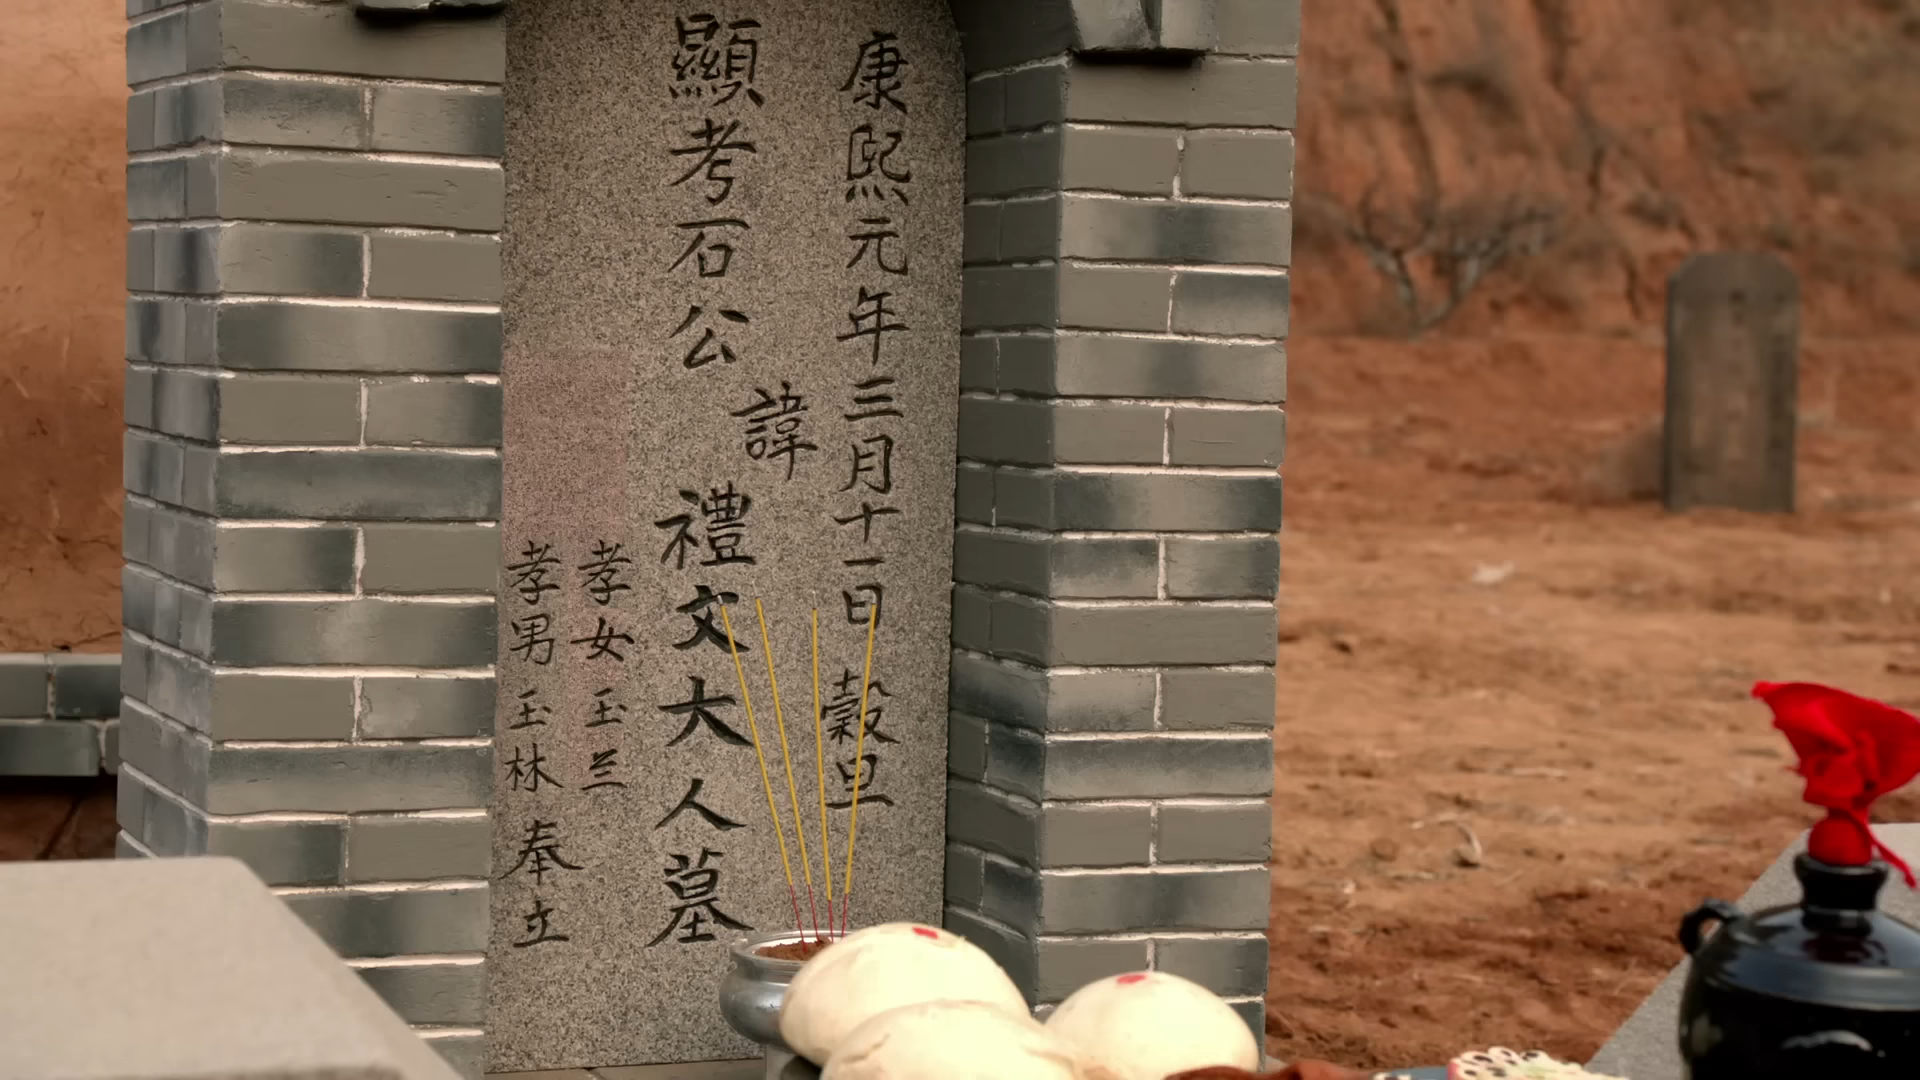 康熙元年三月十一日 穀旦
顯考石公諱禮文大人墓
孝女 玉兰
孝男 玉林 奉立